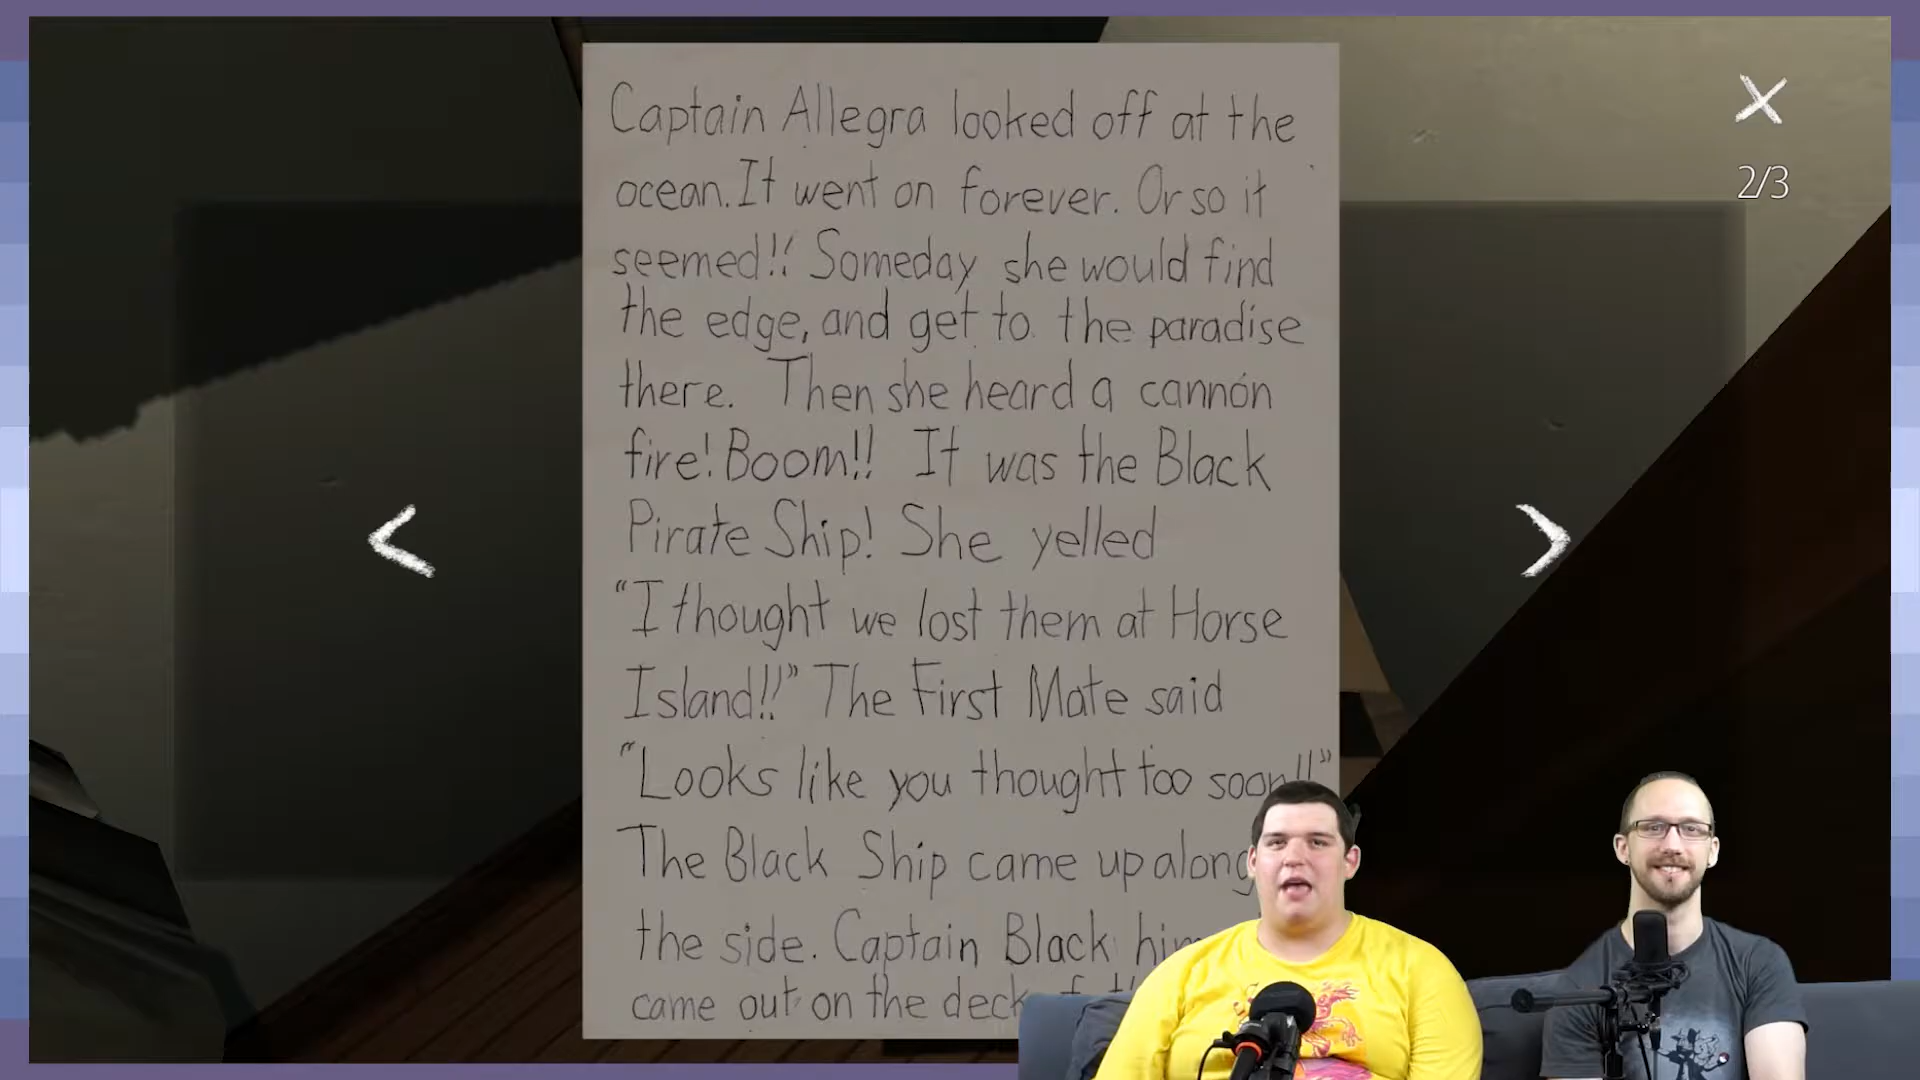 Captain Allegra looked off at the
ocean. It went on forever. Or so it
seemed!! Someday she would find
the edge, and get to the paradise
there. Then she heard a cannon
fire! Boom!! It was the Black
Pirate Ship! She yelled
"I thought we lost them at Horse
Island!!" The First Mate said
"Looks like you thought too soon!!"
The Black Ship came up along
the side. Captain Black
came out on the deck
2/3